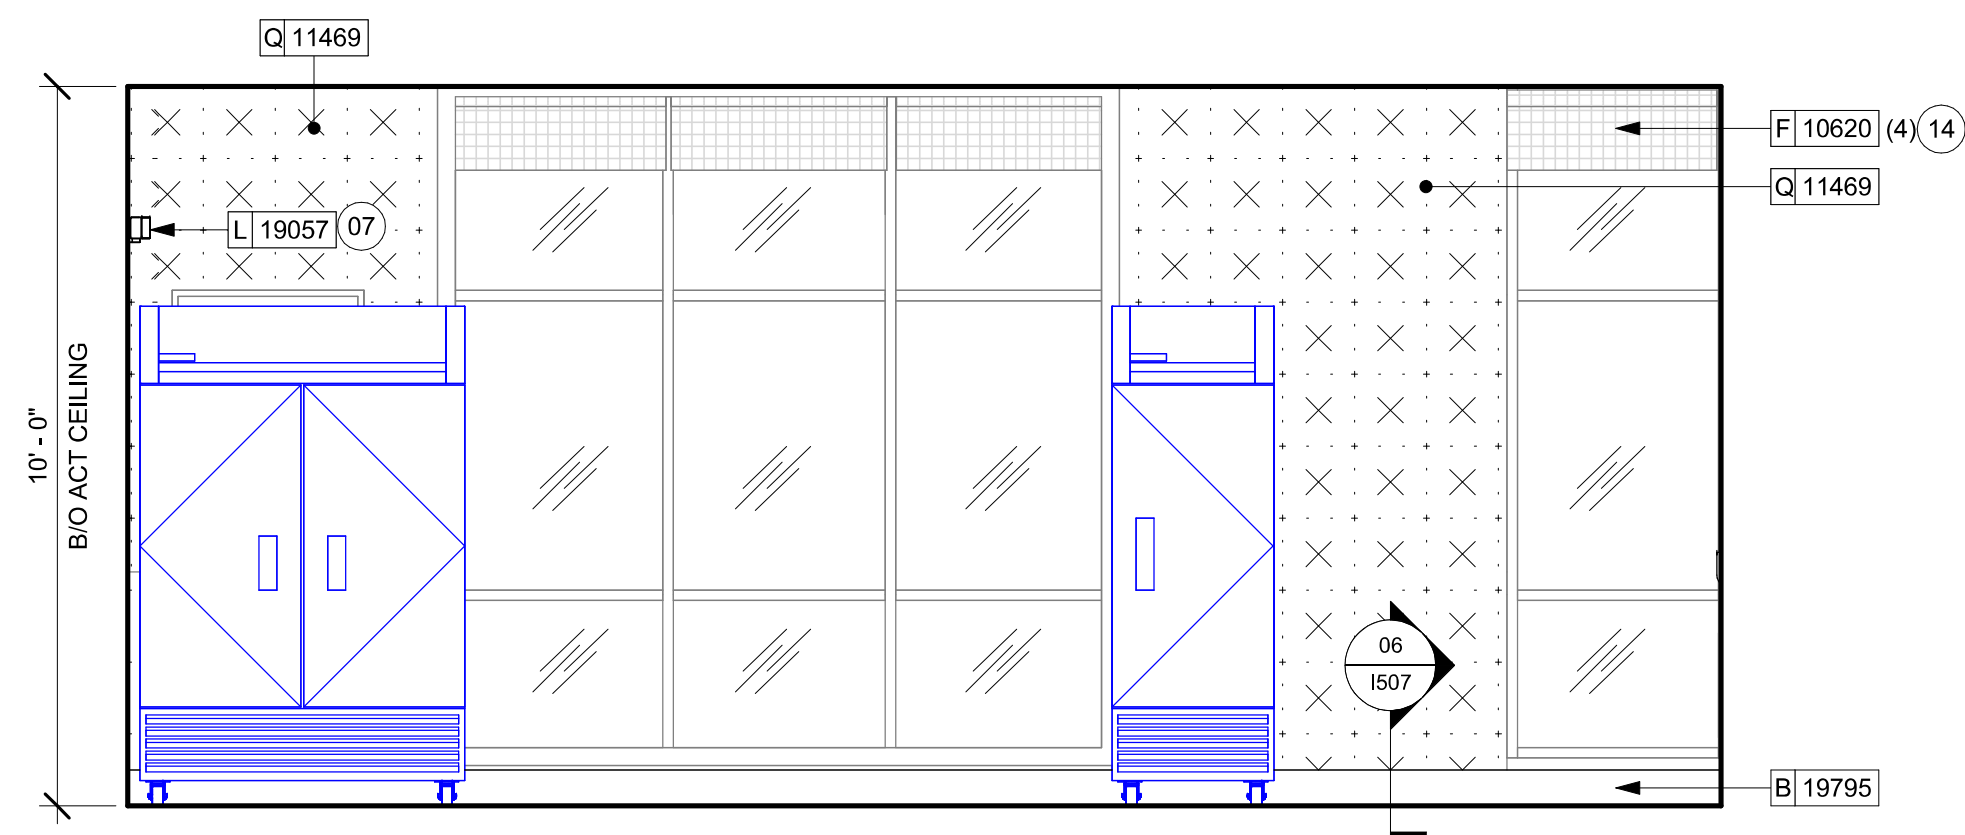 Q 11469
F 10620 (4) 14
Q 11469
L 19057 07
10' - 0"
B/O ACT CEILING
06
I507
B 19795